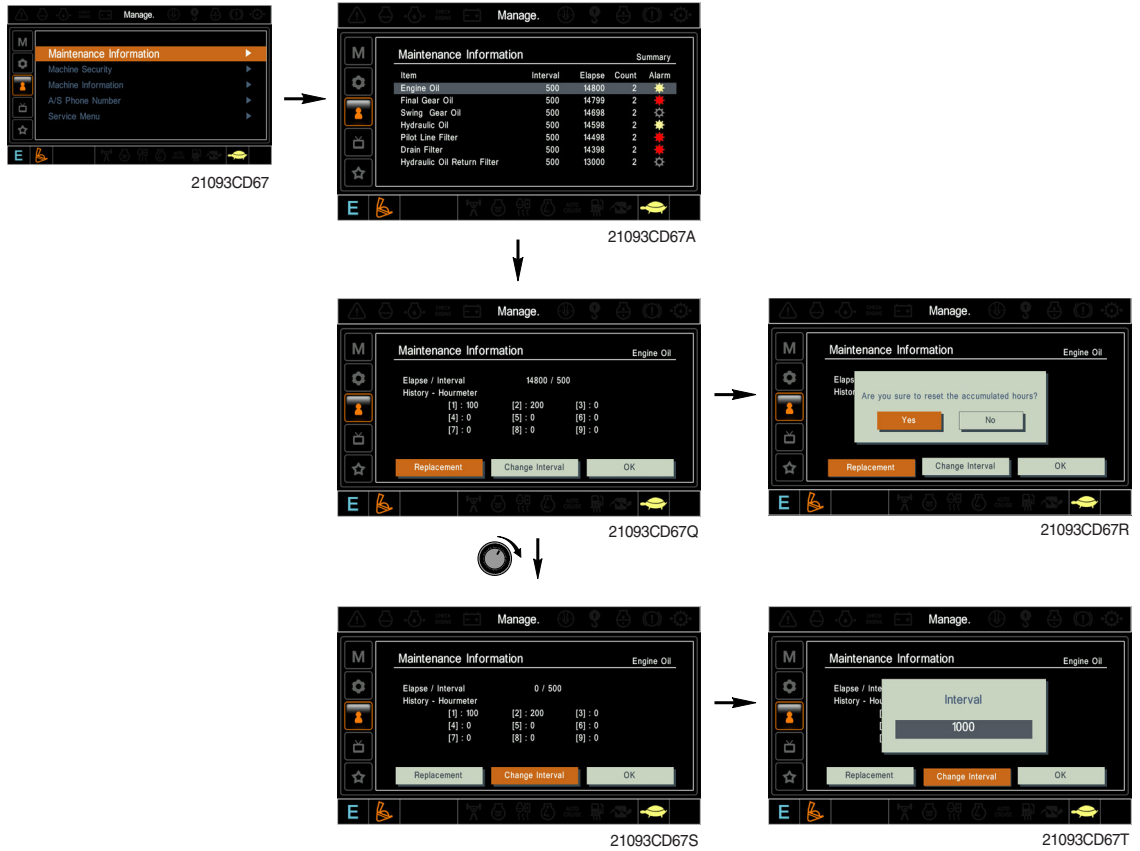 Manage.
M
Maintenance Information
Machine Security
Machine Information
A/S Phone Number
Service Menu
E
21093CD67
Manage.
M
Maintenance Information Summary
Item Interval Elapse Count Alarm
Engine Oil 500 14800 2
Final Gear Oil 500 14799 2
Swing Gear Oil 500 14698 2
Hydraulic Oil 500 14598 2
Pilot Line Filter 500 14498 2
Drain Filter 500 14398 2
Hydraulic Oil Return Filter 500 13000 2
E
21093CD67A
Manage.
M
Maintenance Information Engine Oil
Elapse / Interval 14800 / 500
History - Hourmeter
[1] : 100 [2] : 200 [3] : 0
[4] : 0 [5] : 0 [6] : 0
[7] : 0 [8] : 0 [9] : 0
Replacement Change Interval OK
E
21093CD67Q
Manage.
M
Maintenance Information Engine Oil
Elaps
Histor
Are you sure to reset the accumulated hours?
Yes No
Replacement Change Interval OK
E
21093CD67R
Manage.
M
Maintenance Information Engine Oil
Elapse / Interval 0 / 500
History - Hourmeter
[1] : 100 [2] : 200 [3] : 0
[4] : 0 [5] : 0 [6] : 0
[7] : 0 [8] : 0 [9] : 0
Replacement Change Interval OK
E
21093CD67S
Manage.
M
Maintenance Information Engine Oil
Elapse / Inte
History - Hou
Interval
1000
Replacement Change Interval OK
E
21093CD67T